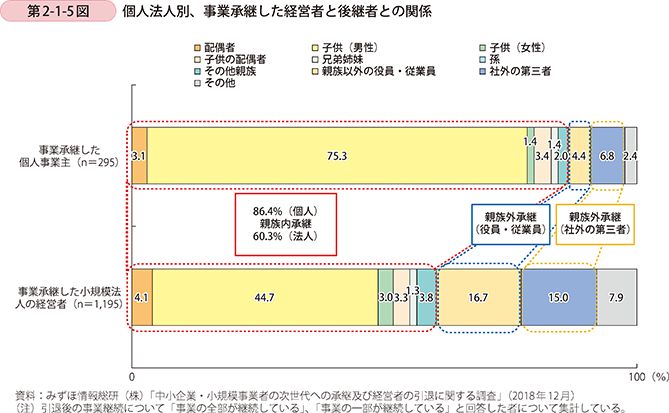 第2-1-5図
個人法人別、事業承継した経営者と後継者との関係
配偶者
子供（男性）
子供（女性）
子供の配偶者
兄弟姉妹
孫
その他親族
親族以外の役員・従業員
社外の第三者
その他
0
100
(%)
事業承継した
個人事業主（n＝295）
3.1
75.3
1.4
3.4
1.4
2.0
4.4
6.8
2.4
86.4%（個人）
親族内承継
60.3%（法人）
親族外承継
（役員・従業員）
親族外承継
（社外の第三者）
事業承継した小規模法
人の経営者（n＝1,195）
4.1
44.7
3.0
3.3
1.3
3.8
16.7
15.0
7.9
0
100
（%）
資料：みずほ情報総研（株）「中小企業・小規模事業者の次世代への承継及び経営者の引退に関する調査」（2018年12月）
（注）引退後の事業継続について「事業の全部が継続している」、「事業の一部が継続している」と回答した者について集計している。